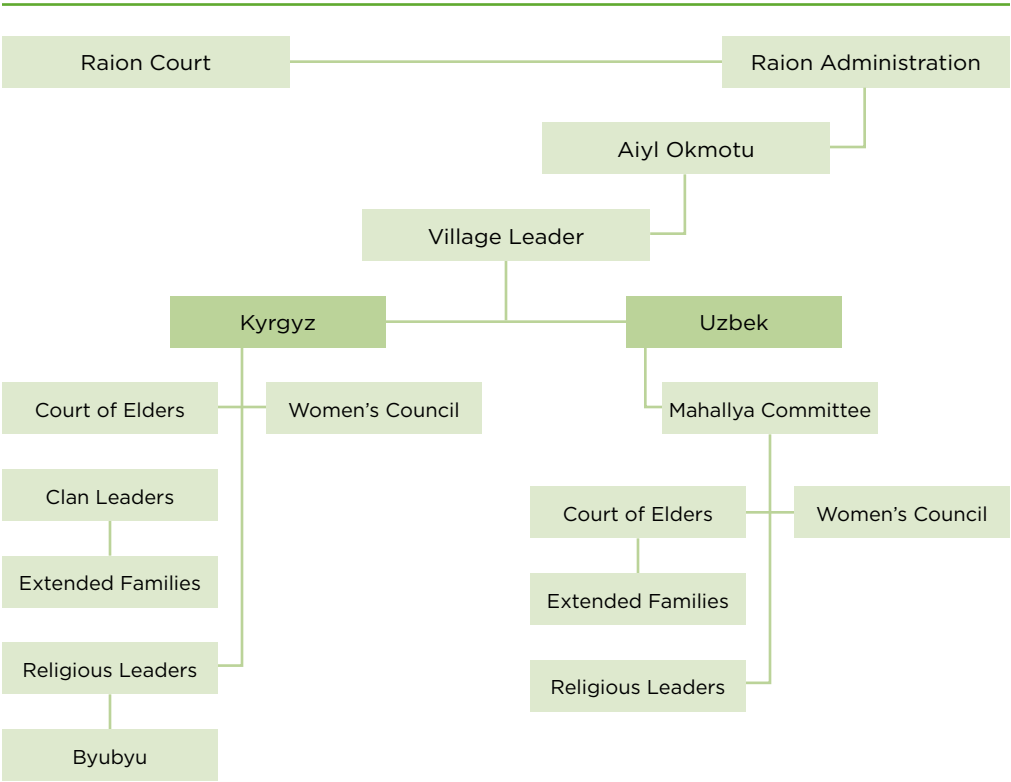 Raion Court
Raion Administration
Aiyl Okmotu
Village Leader
Kyrgyz
Uzbek
Court of Elders
Women’s Council
Mahallya Committee
Clan Leaders
Court of Elders
Women’s Council
Extended Families
Extended Families
Religious Leaders
Religious Leaders
Byubyu